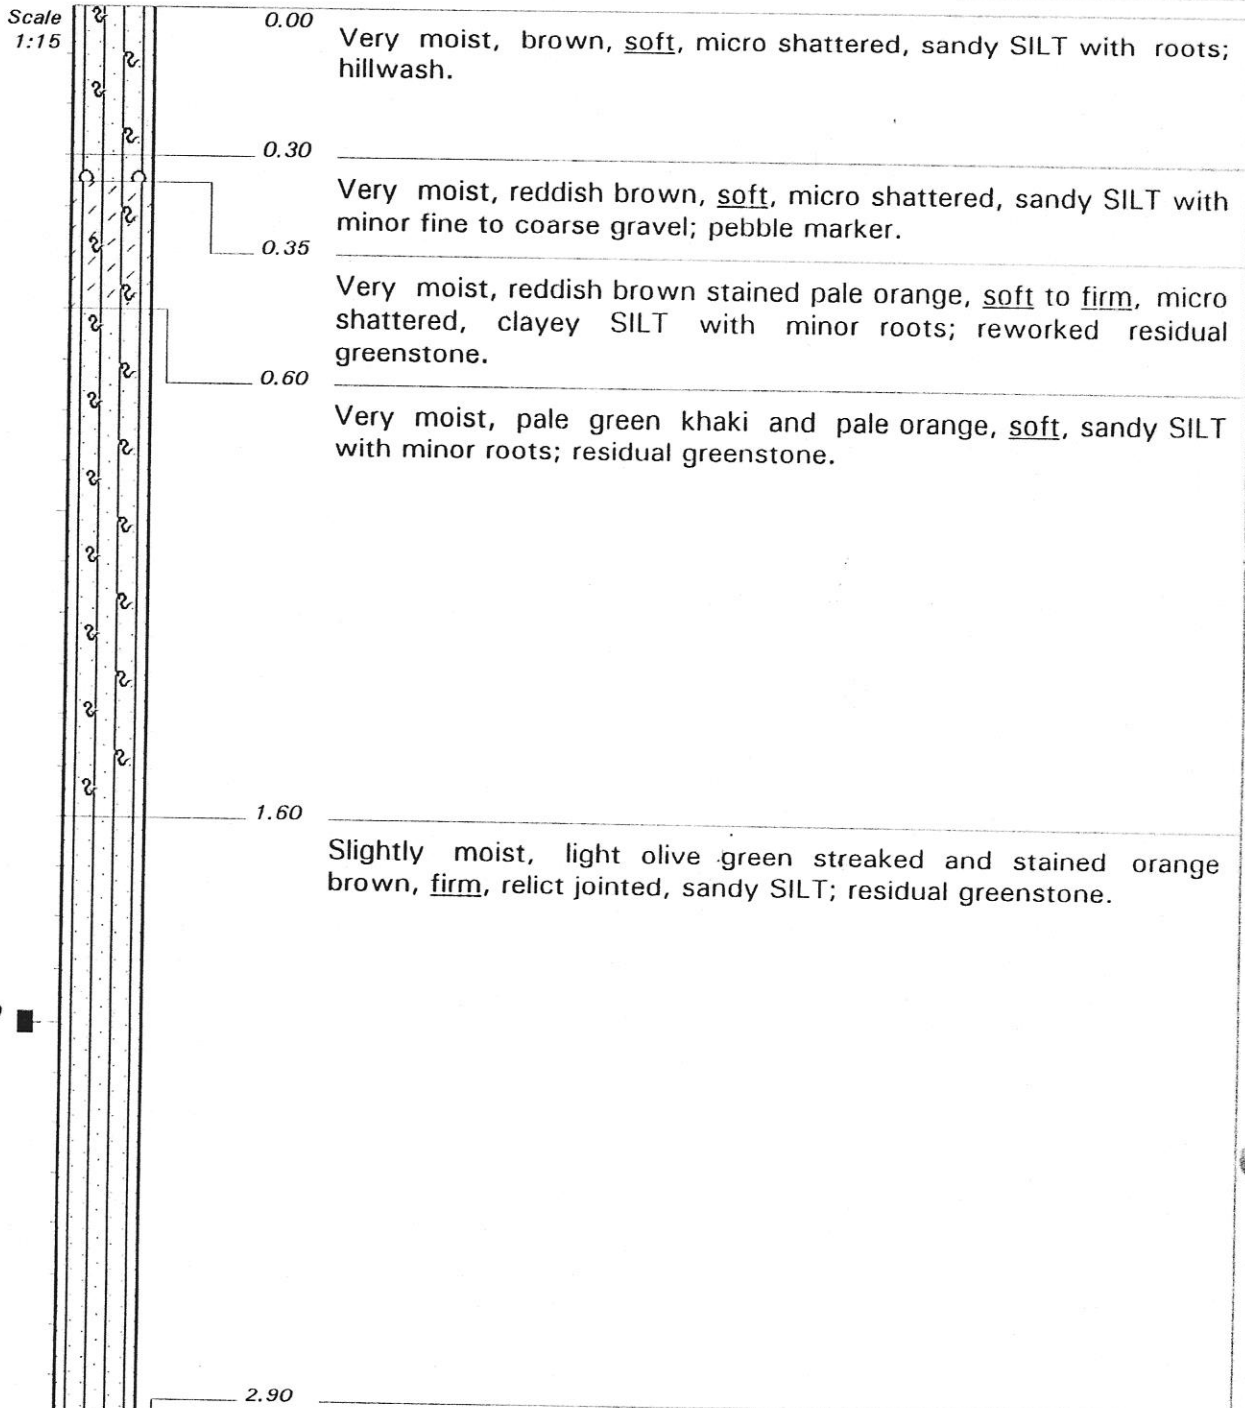 Scale
1:15
0.00
Very moist, brown, soft, micro shattered, sandy SILT with roots;
hillwash.
0.30
Very moist, reddish brown, soft, micro shattered, sandy SILT with
minor fine to coarse gravel; pebble marker.
0.35
Very moist, reddish brown stained pale orange, soft to firm, micro
shattered, clayey SILT with minor roots; reworked residual
greenstone.
0.60
Very moist, pale green khaki and pale orange, soft, sandy SILT
with minor roots; residual greenstone.
1.60
Slightly moist, light olive green streaked and stained orange
brown, firm, relict jointed, sandy SILT; residual greenstone.
2.90